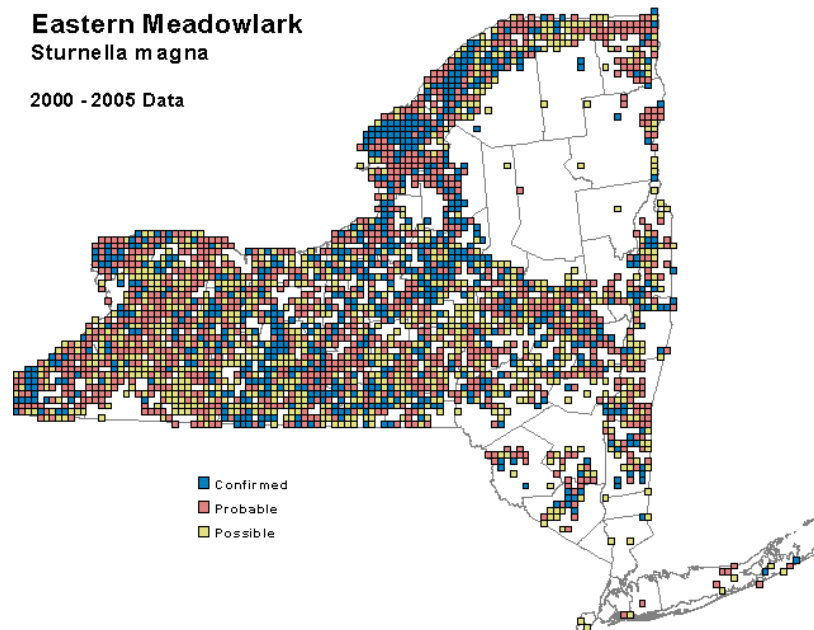 Eastern Meadowlark
Sturnella magna
2000 - 2005 Data
Confirmed
Probable
Possible